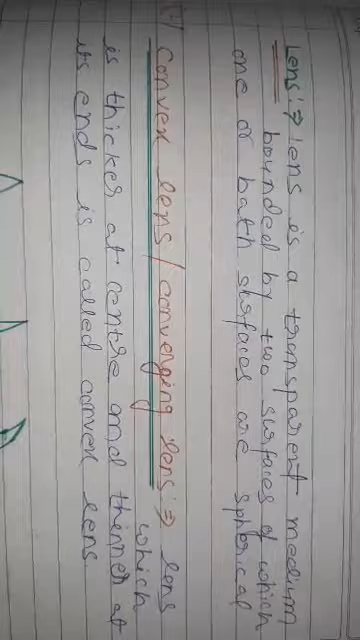 Lens :⇒ Lens is a transparent medium
bounded by two surfaces of which
one or both surfaces are spherical
Convex lens / converging lens :⇒ lens
which
is thicker at centre and thinner at
its ends is called convex lens